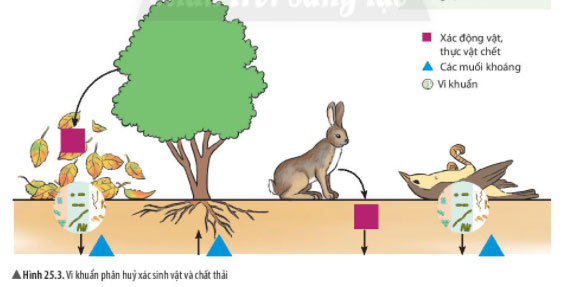 Xác động vật,
thực vật chết
Các muối khoáng
Vi khuẩn
▲Hình 25.3. Vi khuẩn phân huỷ xác sinh vật và chất thải